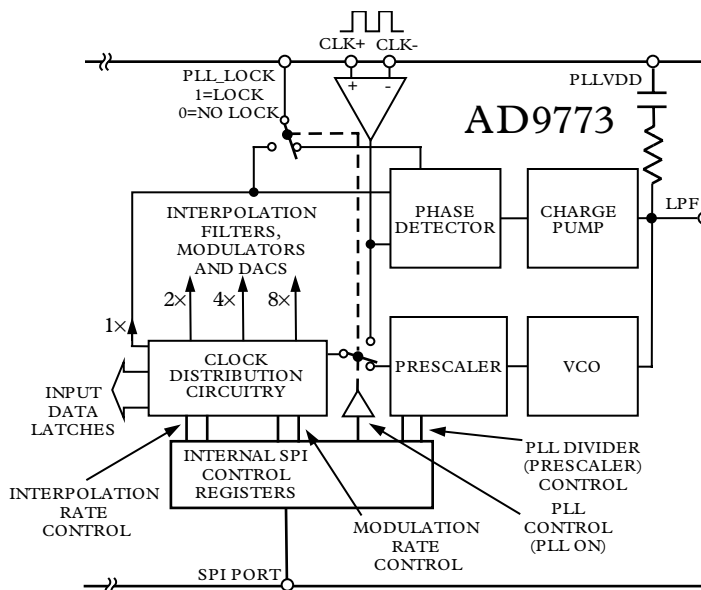 CLK+
CLK-
PLL_LOCK
1=LOCK
0=NO LOCK
+
-
PLLVDD
AD9773
INTERPOLATION
FILTERS,
MODULATORS
AND DACS
PHASE
DETECTOR
CHARGE
PUMP
LPF
1×
2×
4×
8×
CLOCK
DISTRIBUTION
CIRCUITRY
PRESCALER
VCO
INPUT
DATA
LATCHES
INTERNAL SPI
CONTROL
REGISTERS
PLL DIVIDER
(PRESCALER)
CONTROL
INTERPOLATION
RATE
CONTROL
MODULATION
RATE
CONTROL
PLL
CONTROL
(PLL ON)
SPI PORT